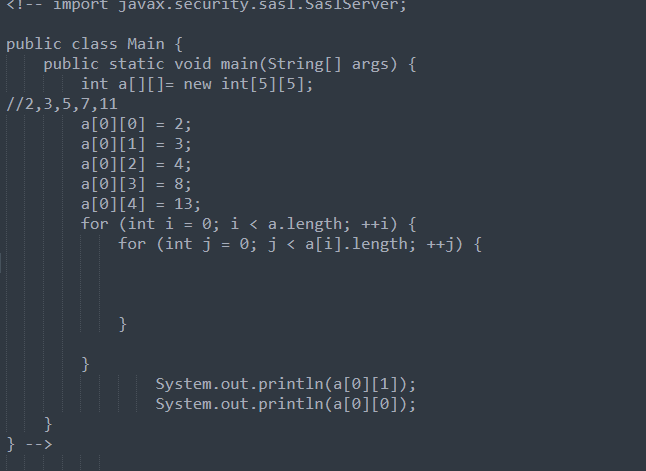 <!-- import javax.security.sasl.SaslServer;
public class Main {
    public static void main(String[] args) {
        int a[][]= new int[5][5];
//2,3,5,7,11
        a[0][0] = 2;
        a[0][1] = 3;
        a[0][2] = 4;
        a[0][3] = 8;
        a[0][4] = 13;
        for (int i = 0; i < a.length; ++i) {
            for (int j = 0; j < a[i].length; ++j) {
            }
        }
                System.out.println(a[0][1]);
                System.out.println(a[0][0]);
    }
} -->